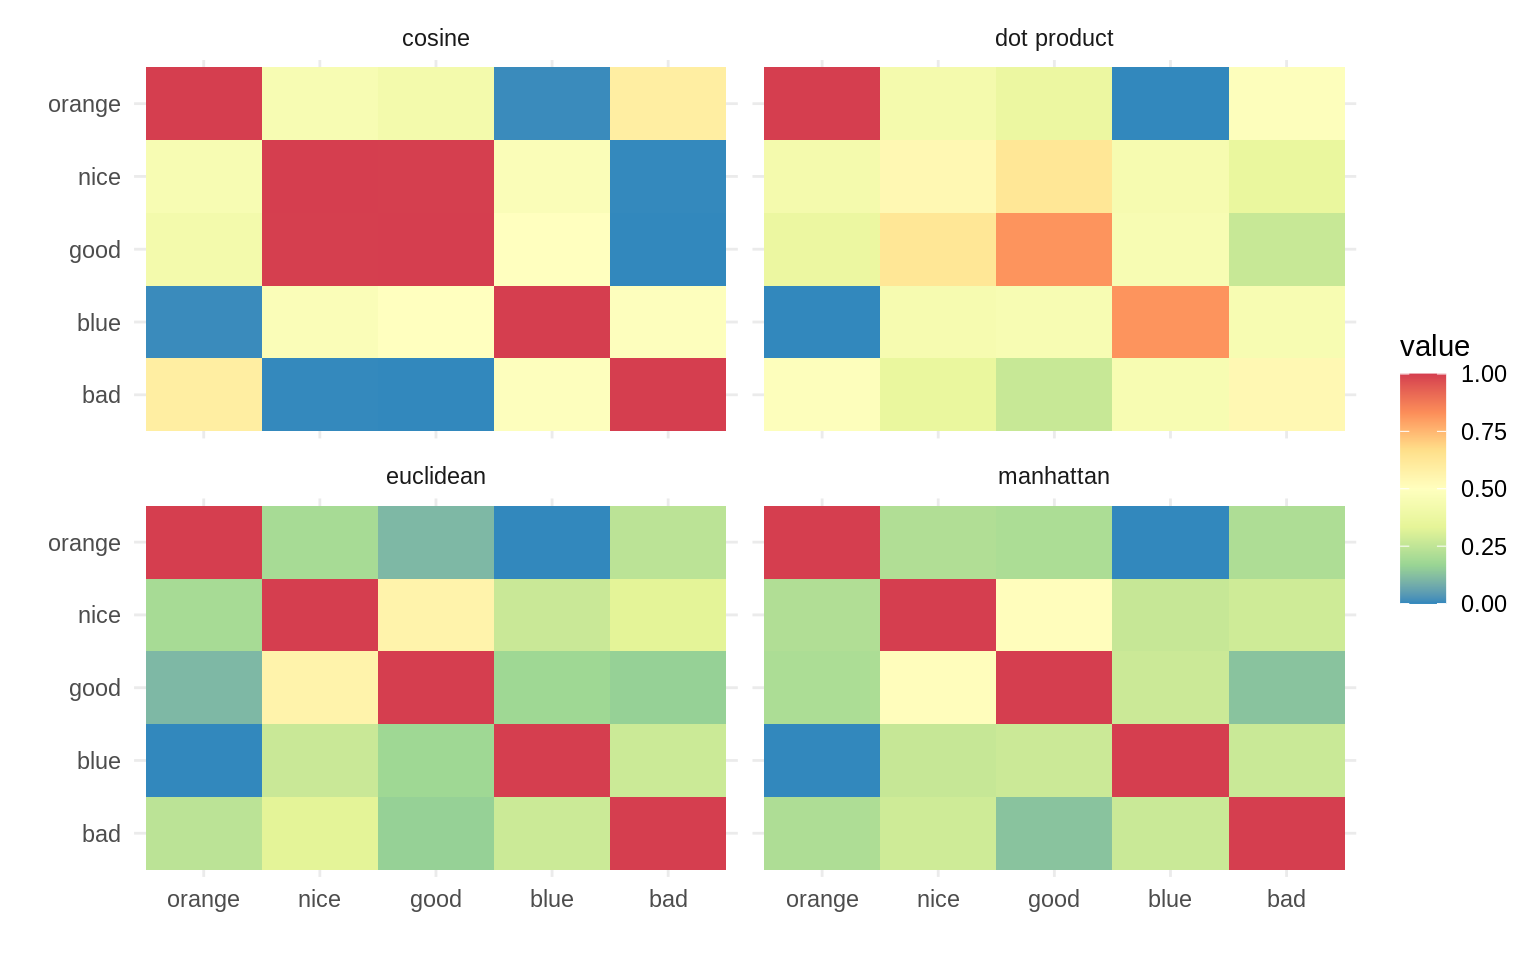 cosine
dot product
orange
nice
good
blue
bad
euclidean
manhattan
orange
nice
good
blue
bad
orange nice good blue bad
orange nice good blue bad
value
1.00
0.75
0.50
0.25
0.00